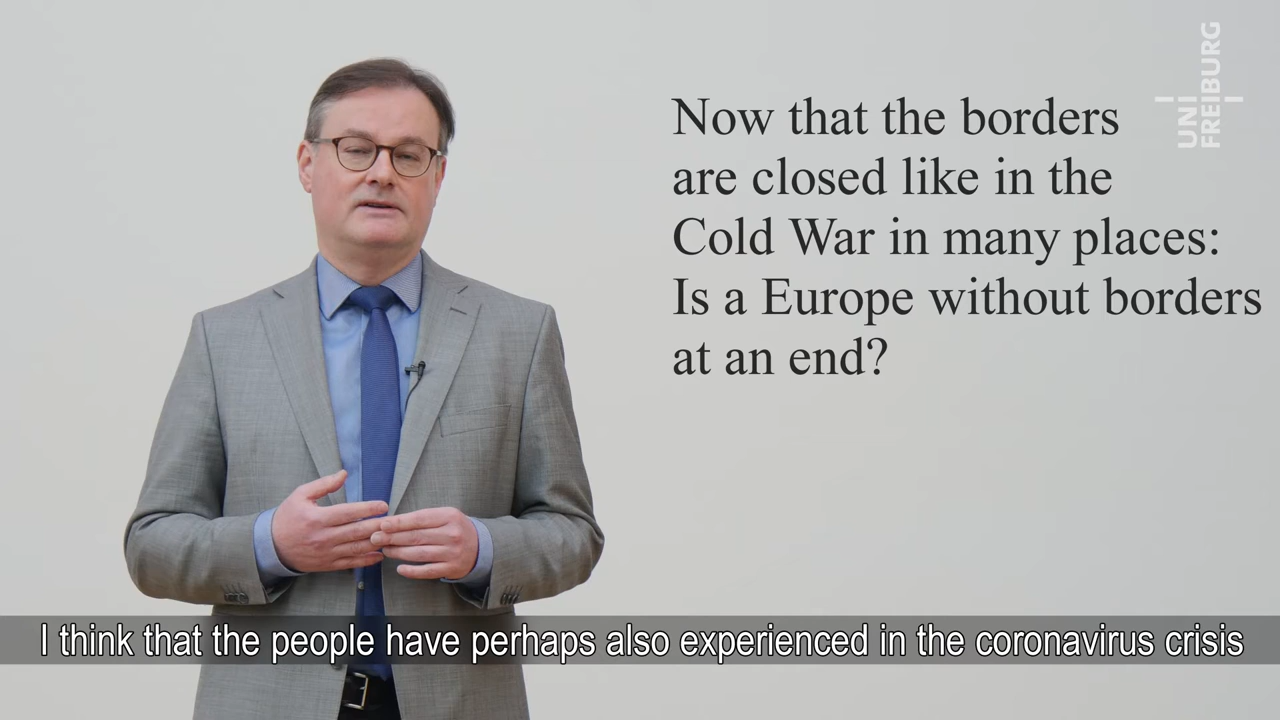 Now that the borders
are closed like in the
Cold War in many places:
Is a Europe without borders
at an end?
UNI
FREIBURG
I think that the people have perhaps also experienced in the coronavirus crisis